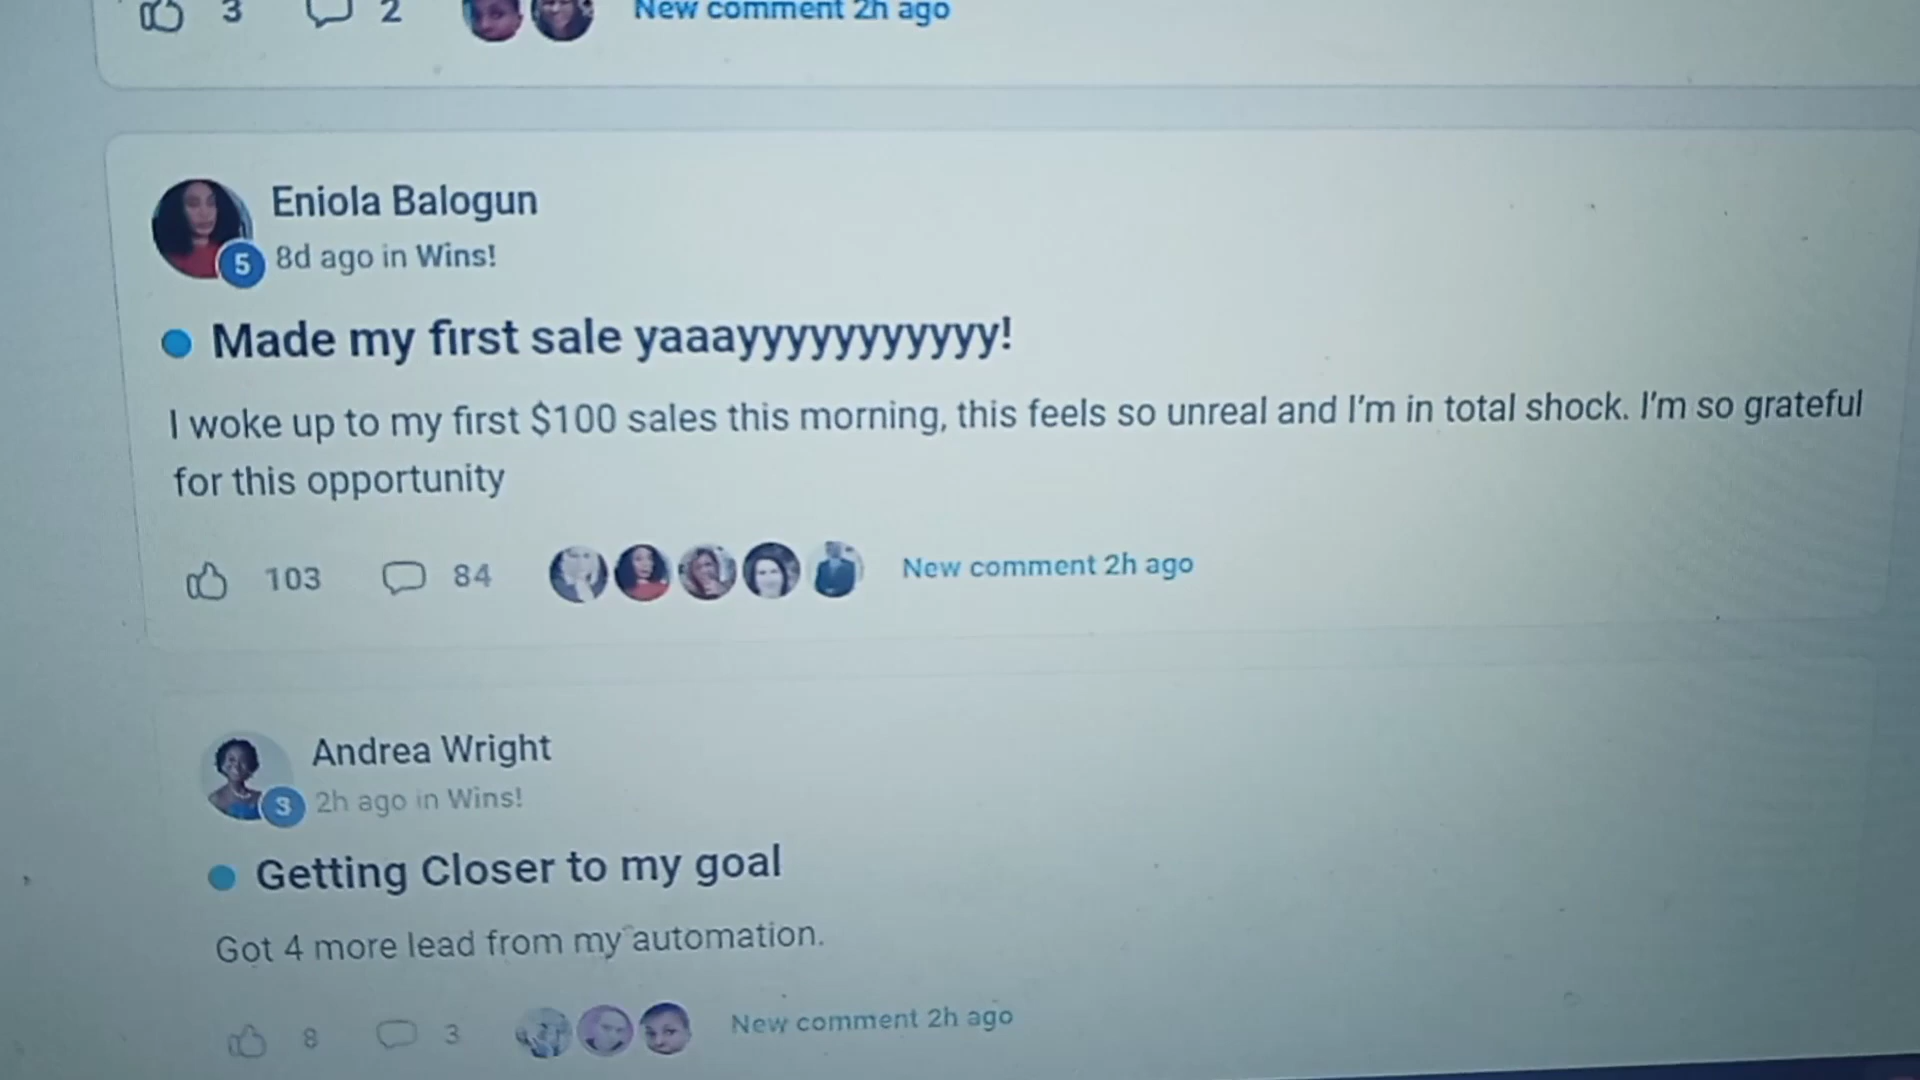 3 2 New comment 2h ago
Eniola Balogun
5 8d ago in Wins!
Made my first sale yaaayyyyyyyyyyy!
I woke up to my first $100 sales this morning, this feels so unreal and I'm in total shock. I'm so grateful
for this opportunity
103 84 New comment 2h ago
Andrea Wright
3 2h ago in Wins!
Getting Closer to my goal
Got 4 more lead from my automation.
8 3 New comment 2h ago